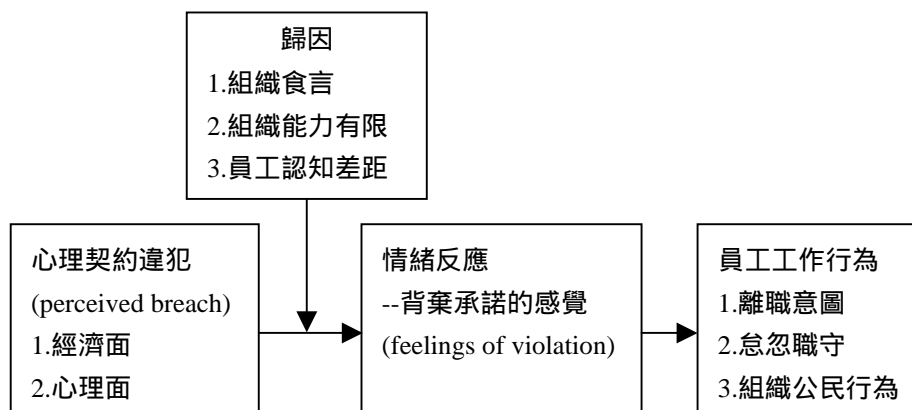 歸因
1.組織食言
2.組織能力有限
3.員工認知差距
心理契約違犯
(perceived breach)
1.經濟面
2.心理面
情緒反應
--背棄承諾的感覺
(feelings of violation)
員工工作行為
1.離職意圖
2.怠忽職守
3.組織公民行為